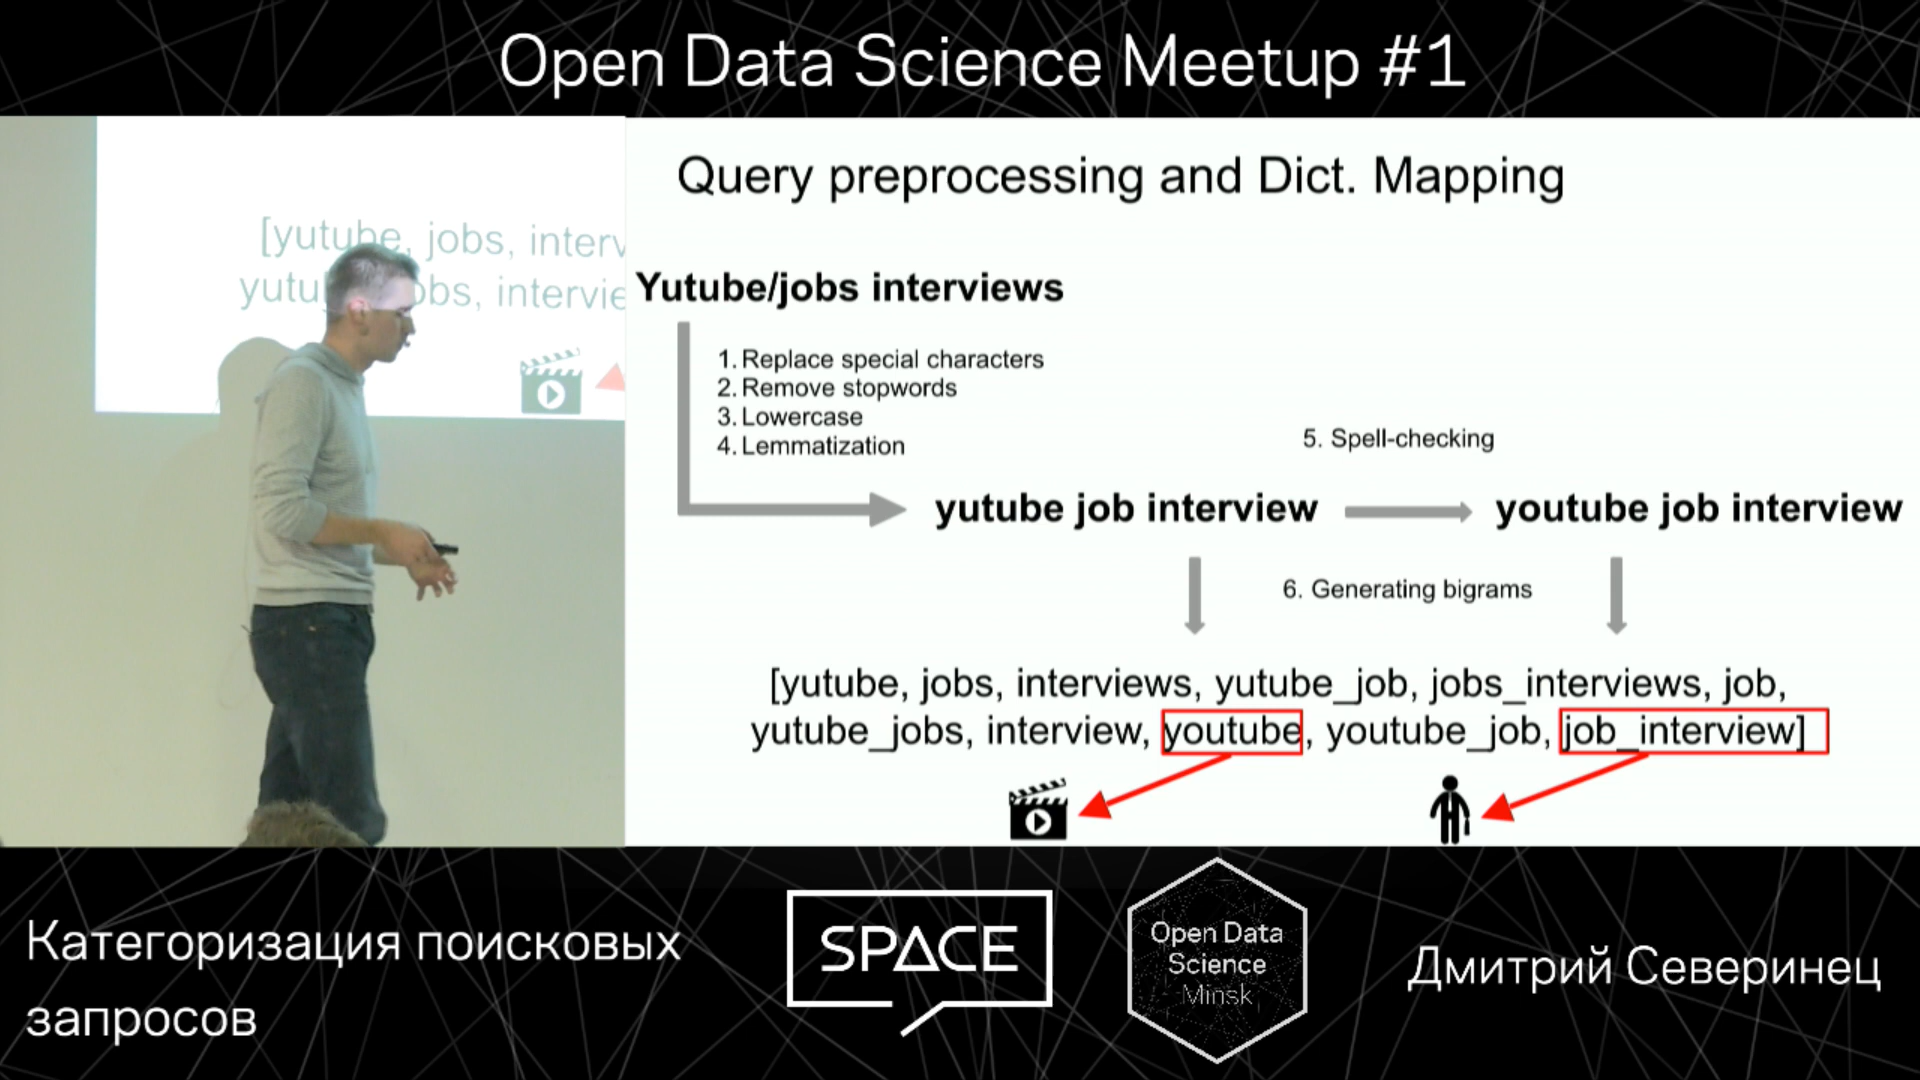 Open Data Science Meetup #1
[yutube, jobs, interv
yutu obs, intervie
Query preprocessing and Dict. Mapping
Yutube/jobs interviews
1. Replace special characters
2. Remove stopwords
3. Lowercase
4. Lemmatization
5. Spell-checking
yutube job interview
youtube job interview
6. Generating bigrams
[yutube, jobs, interviews, yutube_job, jobs_interviews, job,
yutube_jobs, interview, youtube, youtube_job, job_interview]
Категоризация поисковых
запросов
SPACE
Open Data
Science
Minsk
Дмитрий Северинец